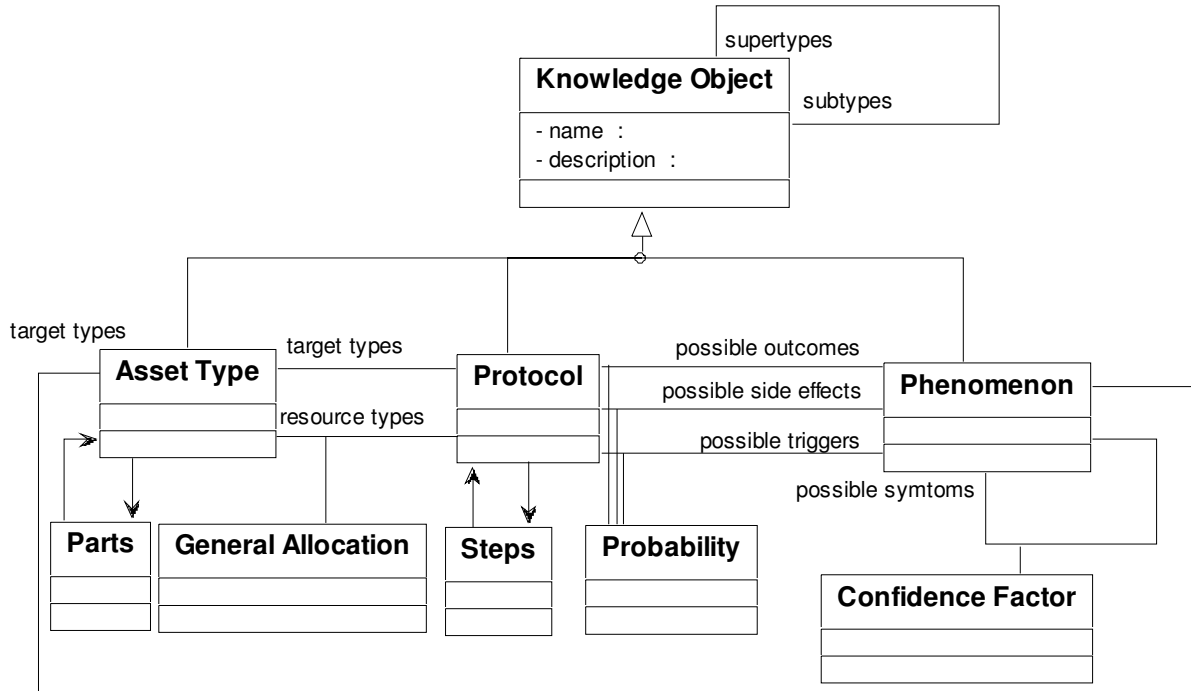 supertypes
Knowledge Object
subtypes
- name :
- description :
target types
target types
possible outcomes
Asset Type
Protocol
Phenomenon
possible side effects
resource types
possible triggers
possible symtoms
Parts
General Allocation
Steps
Probability
Confidence Factor